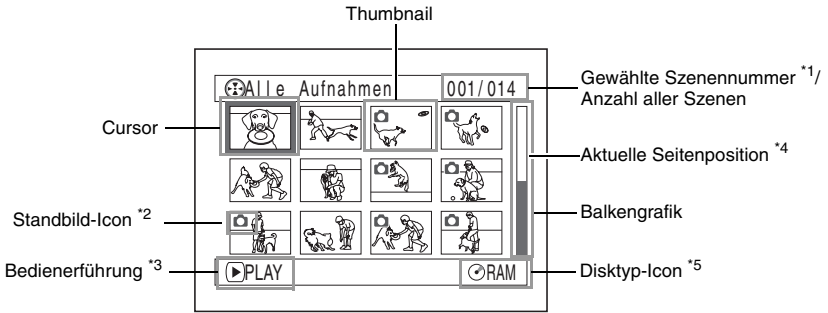 Thumbnail
Alle Aufnahmen 001/014
Gewählte Szenennummer *1/
Anzahl aller Szenen
Cursor
Aktuelle Seitenposition *4
Standbild-Icon *2
Balkengrafik
Bedienerführung *3
PLAY
RAM
Disktyp-Icon *5